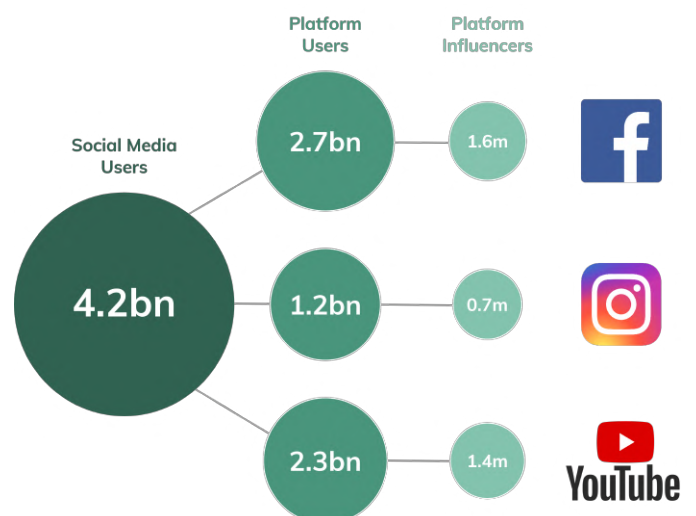 Platform
Users
Platform
Influencers
Social Media
Users
2.7bn
1.6m
4.2bn
1.2bn
0.7m
2.3bn
1.4m
YouTube